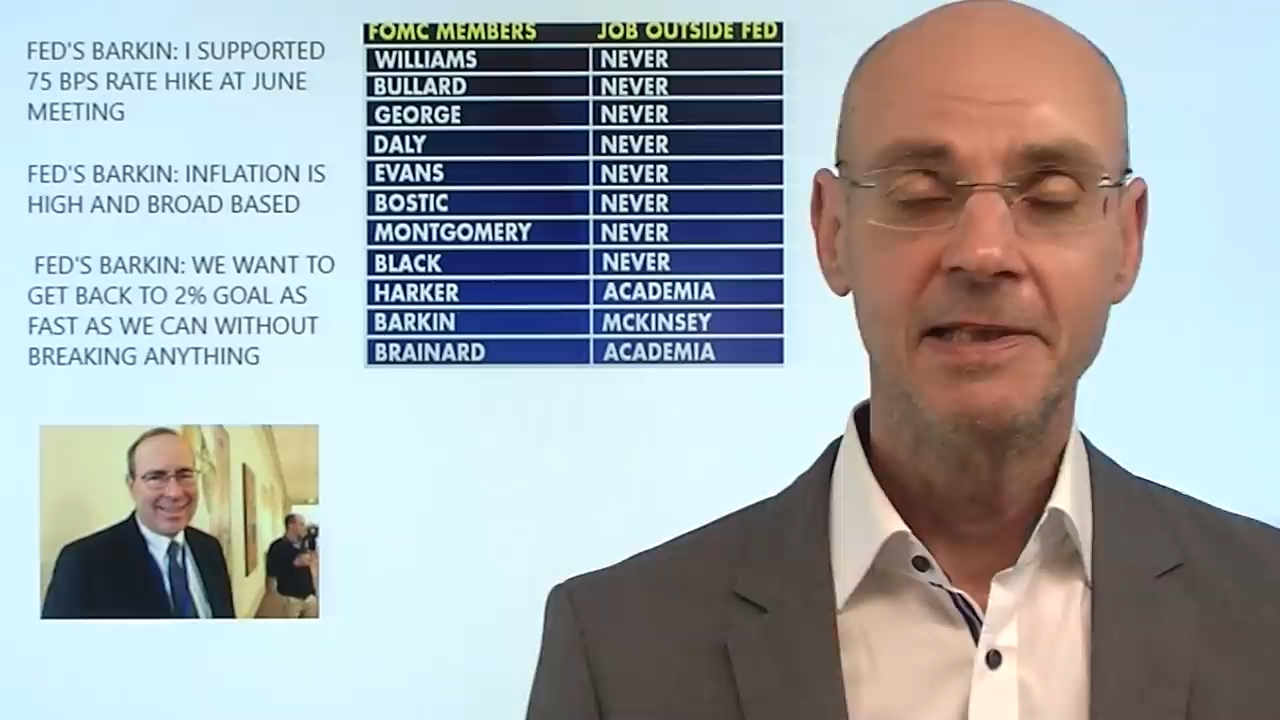 FED'S BARKIN: I SUPPORTED
75 BPS RATE HIKE AT JUNE
MEETING
FED'S BARKIN: INFLATION IS
HIGH AND BROAD BASED
FED'S BARKIN: WE WANT TO
GET BACK TO 2% GOAL AS
FAST AS WE CAN WITHOUT
BREAKING ANYTHING
FOMC MEMBERS JOB OUTSIDE FED
WILLIAMS NEVER
BULLARD NEVER
GEORGE NEVER
DALY NEVER
EVANS NEVER
BOSTIC NEVER
MONTGOMERY NEVER
BLACK NEVER
HARKER ACADEMIA
BARKIN MCKINSEY
BRAINARD ACADEMIA